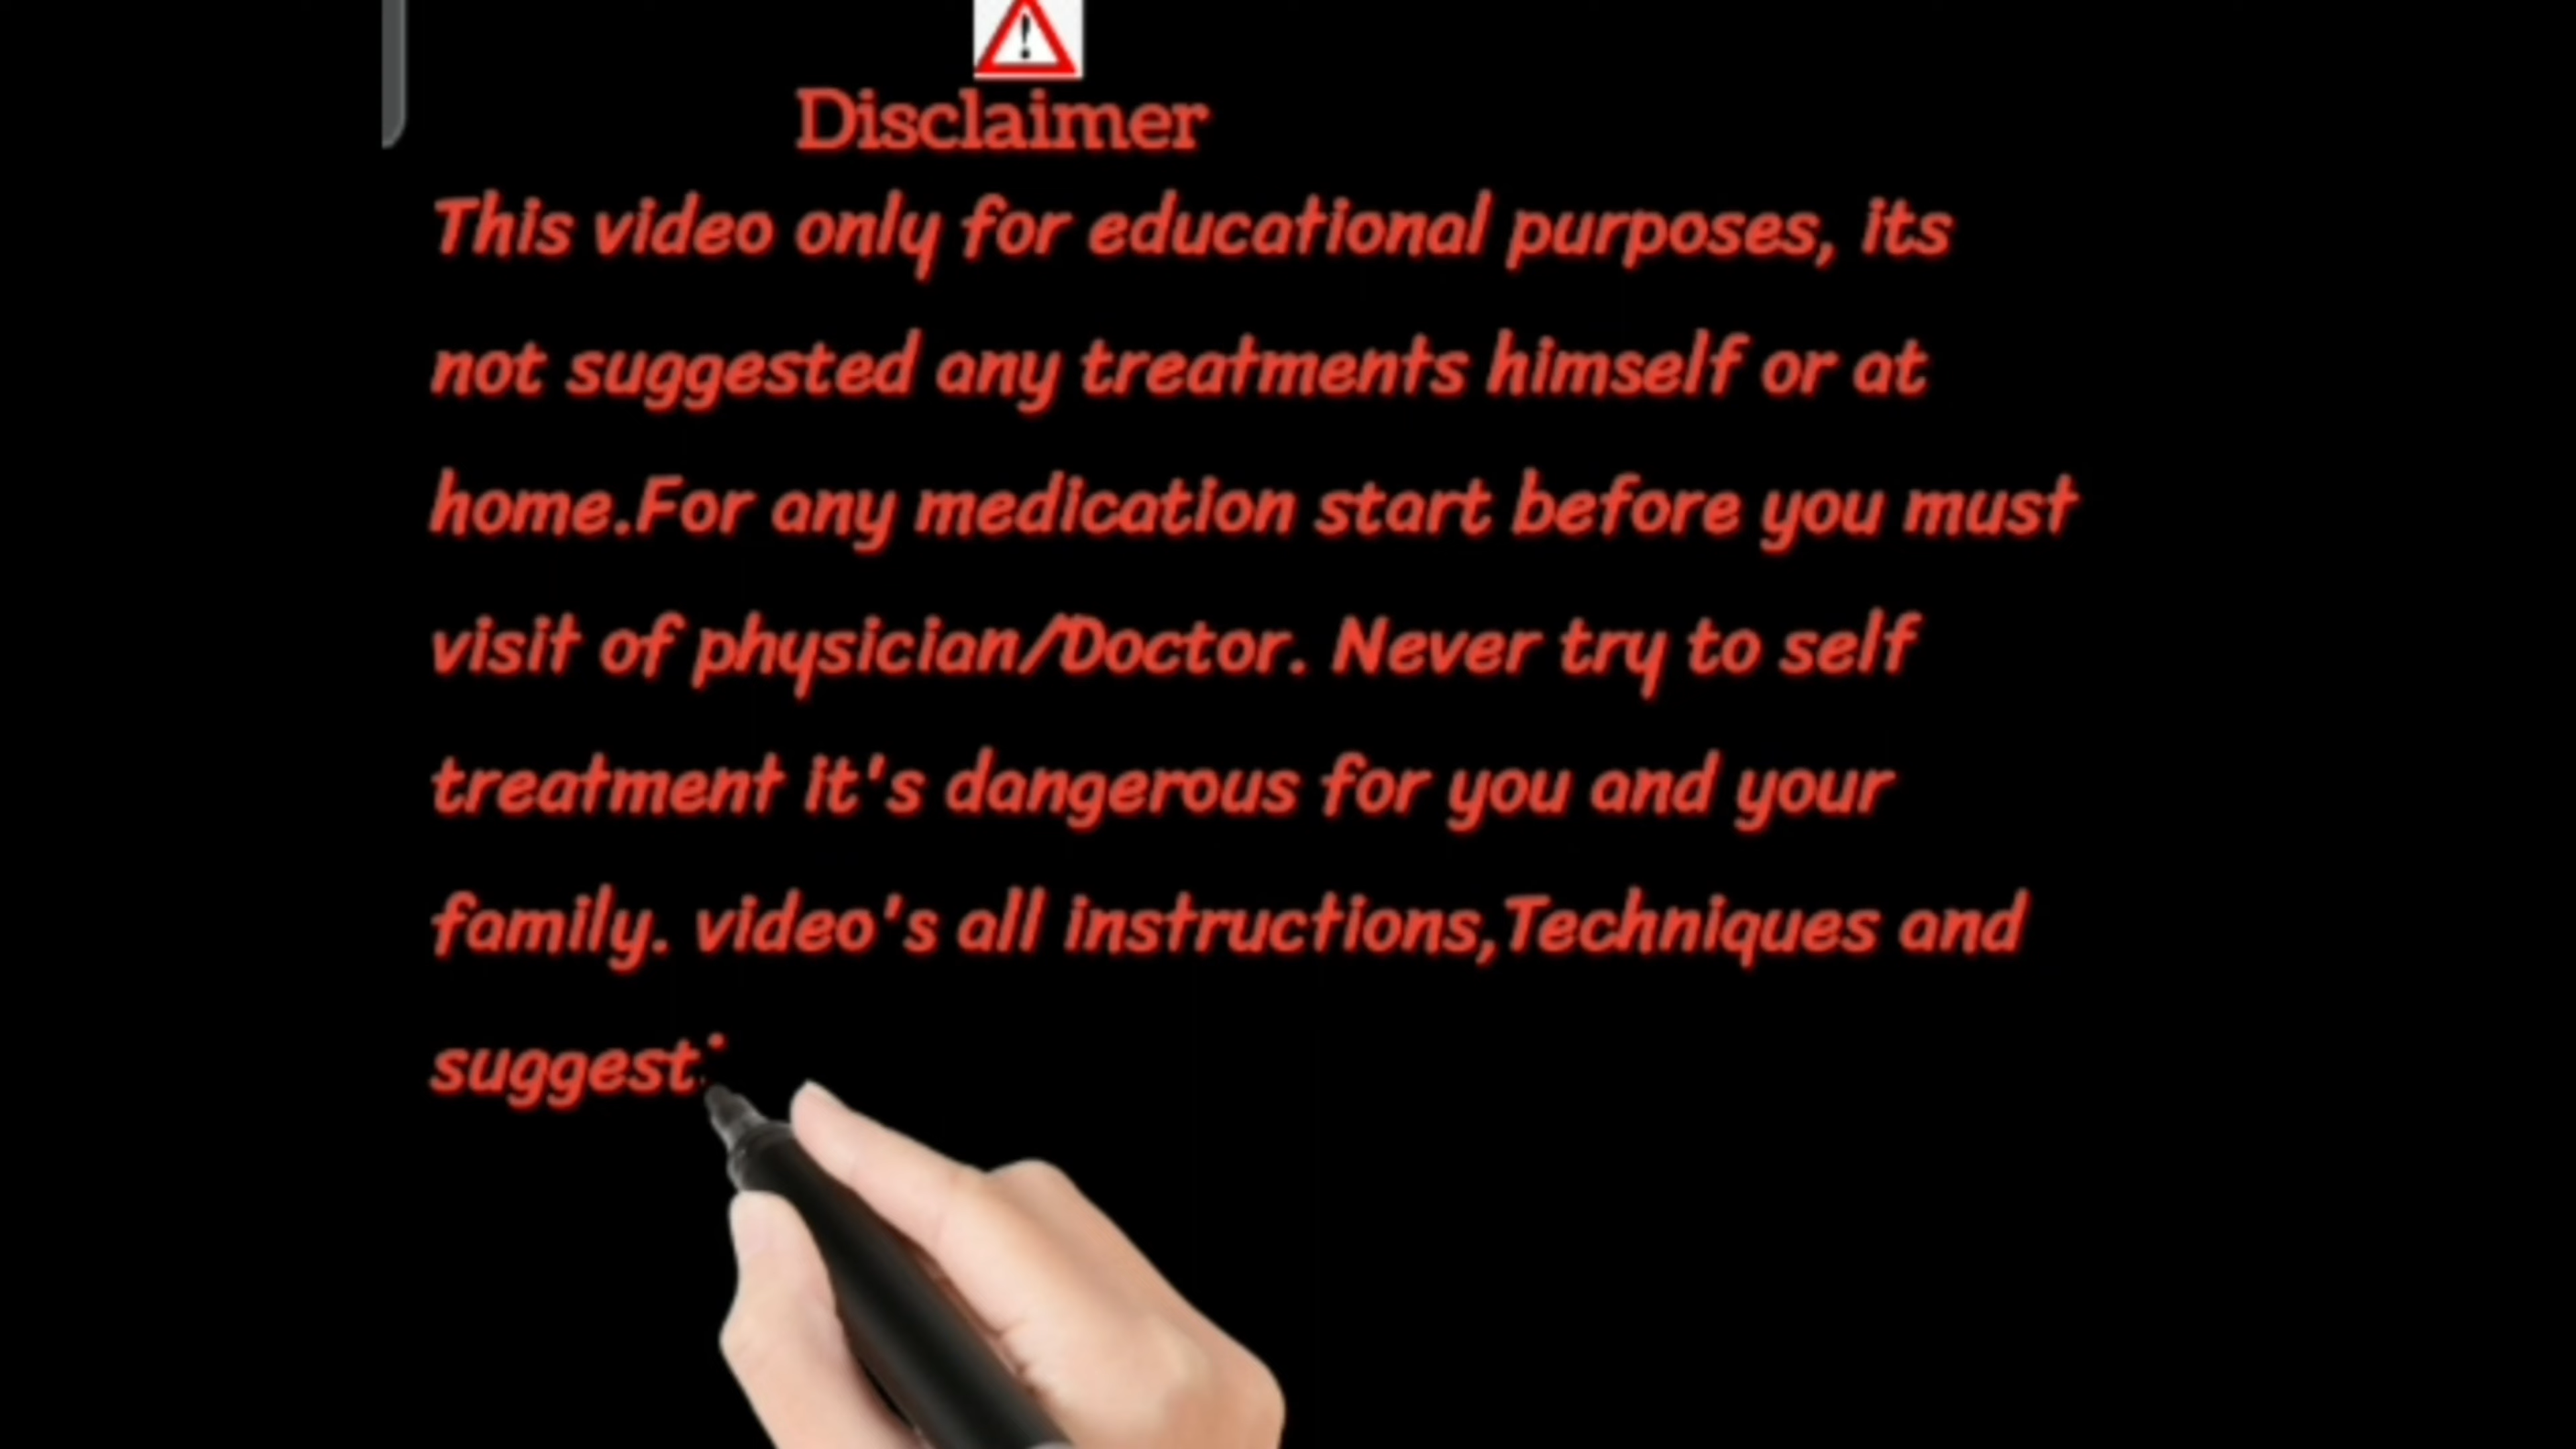 Disclaimer
This video only for educational purposes, its
not suggested any treatments himself or at
home.For any medication start before you must
visit of physician/Doctor. Never try to self
treatment it's dangerous for you and your
family. video's all instructions,Techniques and
suggesti